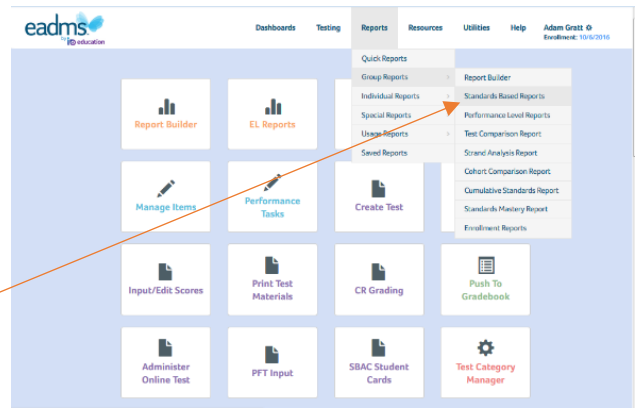 eadms
by io education
Dashboards Testing Reports Resources Utilities Help Adam Gratt
Enrollment: 10/6/2016
Quick Reports
Group Reports
Individual Reports
Special Reports
Usage Reports
Saved Reports
Report Builder
Standards Based Reports
Performance Level Reports
Test Comparison Report
Strand Analysis Report
Cohort Comparison Report
Cumulative Standards Report
Standards Mastery Report
Enrollment Reports
Report Builder
EL Reports
Manage Items
Performance
Tasks
Create Test
Input/Edit Scores
Print Test
Materials
CR Grading
Push To
Gradebook
Administer
Online Test
PFT Input
SBAC Student
Cards
Test Category
Manager